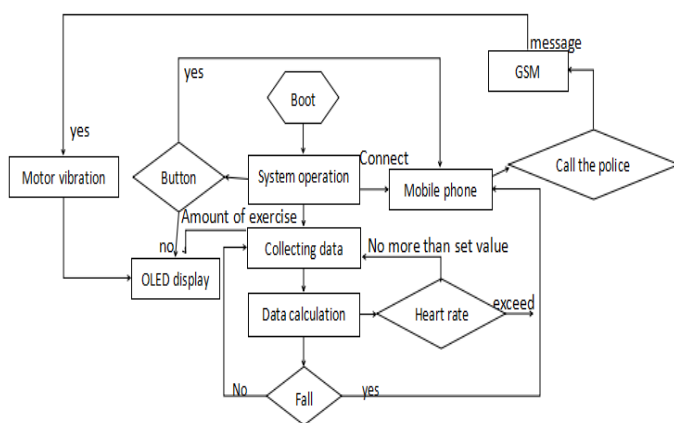 message
GSM
yes
Boot
yes
Connect
Call the police
Motor vibration
Button
System operation
Mobile phone
Amount of exercise
no
Collecting data
No more than set value
OLED display
Data calculation
Heart rate
exceed
No
Fall
yes